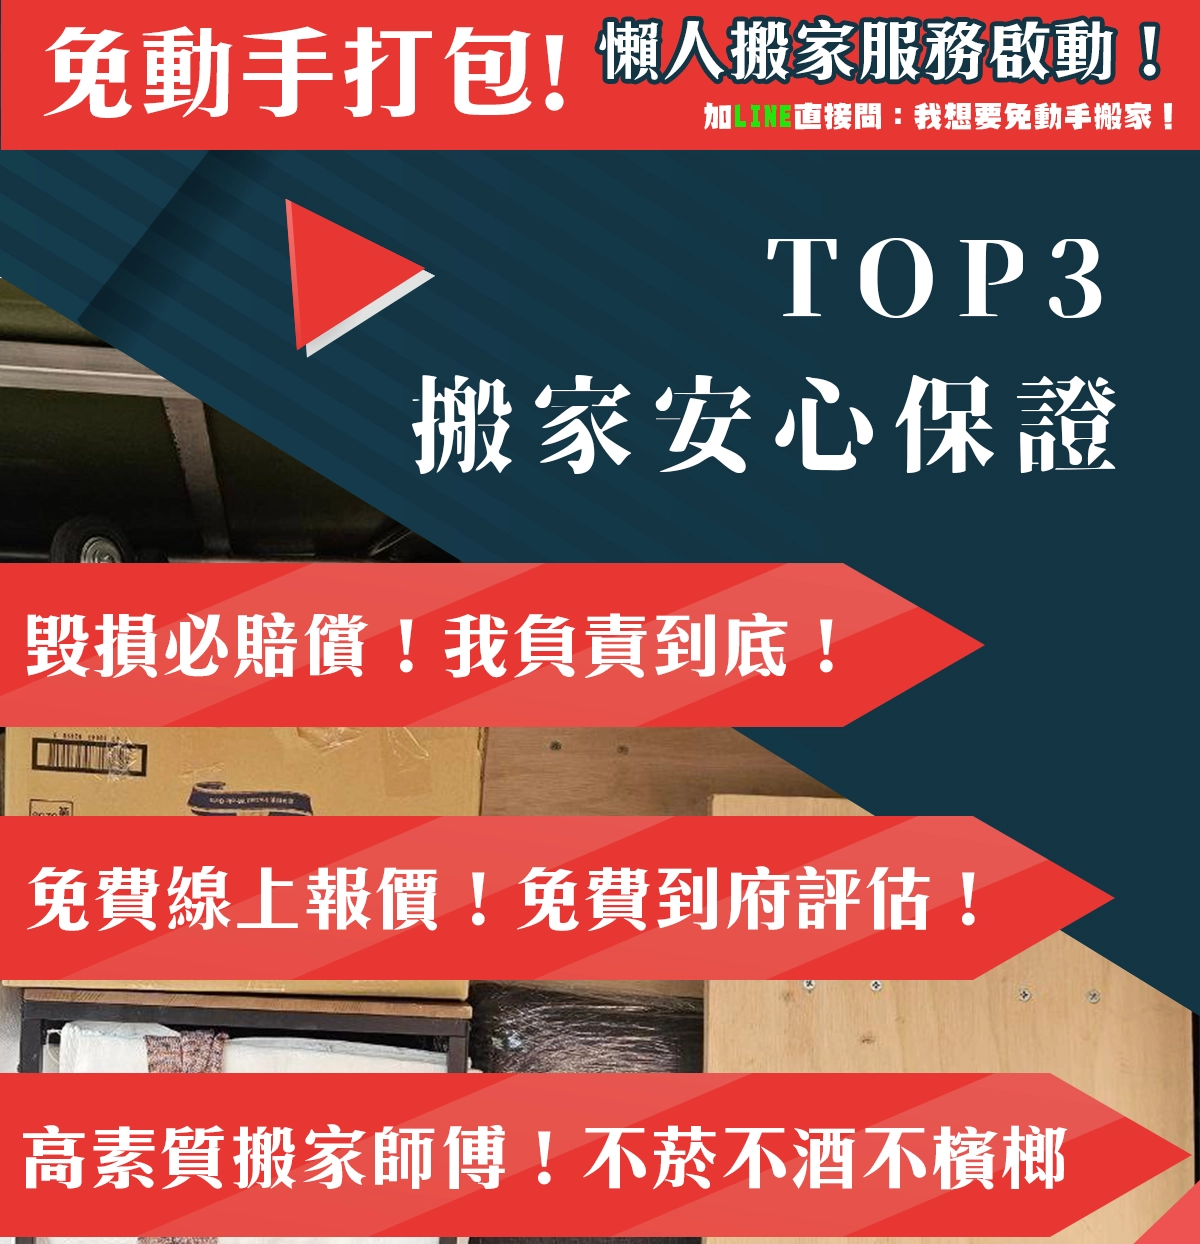 免動手打包!
懶人搬家服務啟動！
加LINE直接問：我想要免動手搬家！
TOP3
搬家安心保證
毀損必賠償！我負責到底！
免費線上報價！免費到府評估！
高素質搬家師傅！不菸不酒不檳榔